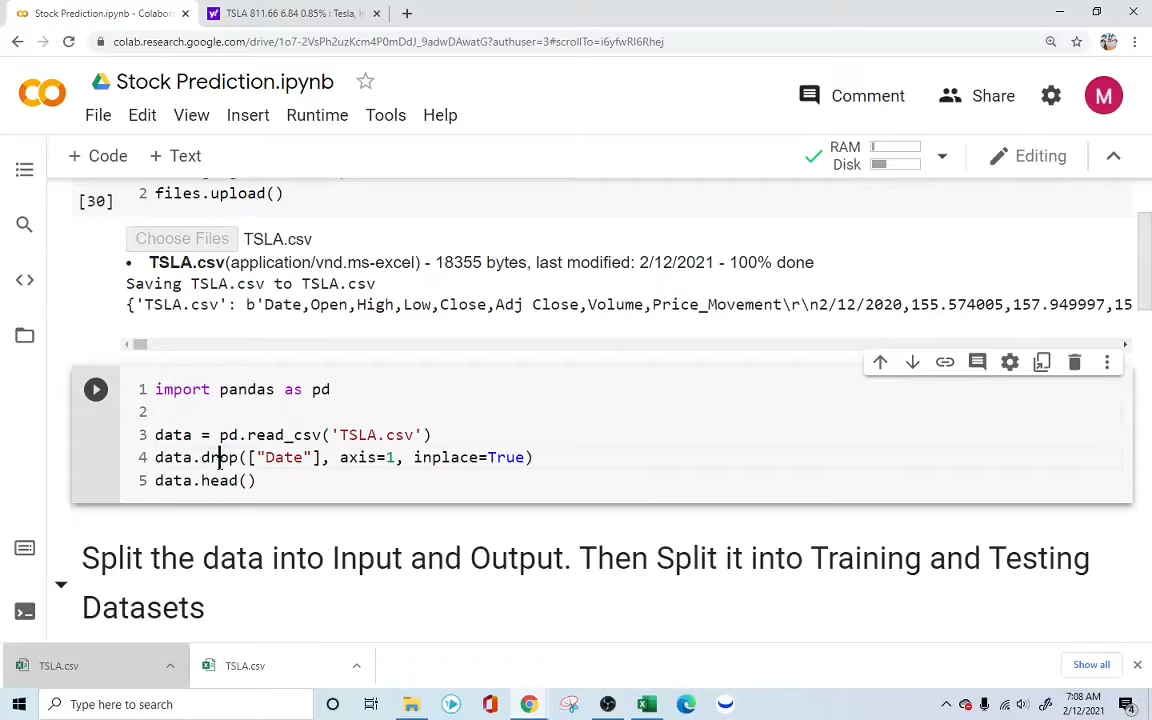 Stock Prediction.ipynb - Colabora
TSLA 811.66 6.84 0.85% : Tesla, In
colab.research.google.com/drive/1o7-2VsPh2uzKcm4P0mDdJ_9adwDAwatG?authuser=3#scrollTo=i6yfwRl6Rhej
Stock Prediction.ipynb
Comment
Share
M
File Edit View Insert Runtime Tools Help
+ Code + Text
RAM
Disk
Editing
[30]
2 files.upload()
Choose Files TSLA.csv
• TSLA.csv(application/vnd.ms-excel) - 18355 bytes, last modified: 2/12/2021 - 100% done
Saving TSLA.csv to TSLA.csv
{'TSLA.csv': b'Date,Open,High,Low,Close,Adj Close,Volume,Price_Movement\r\n2/12/2020,155.574005,157.949997,15
1 import pandas as pd
2
3 data = pd.read_csv('TSLA.csv')
4 data.drop(["Date"], axis=1, inplace=True)
5 data.head()
Split the data into Input and Output. Then Split it into Training and Testing
Datasets
TSLA.csv
TSLA.csv
Show all
Type here to search
7:08 AM
2/12/2021
4